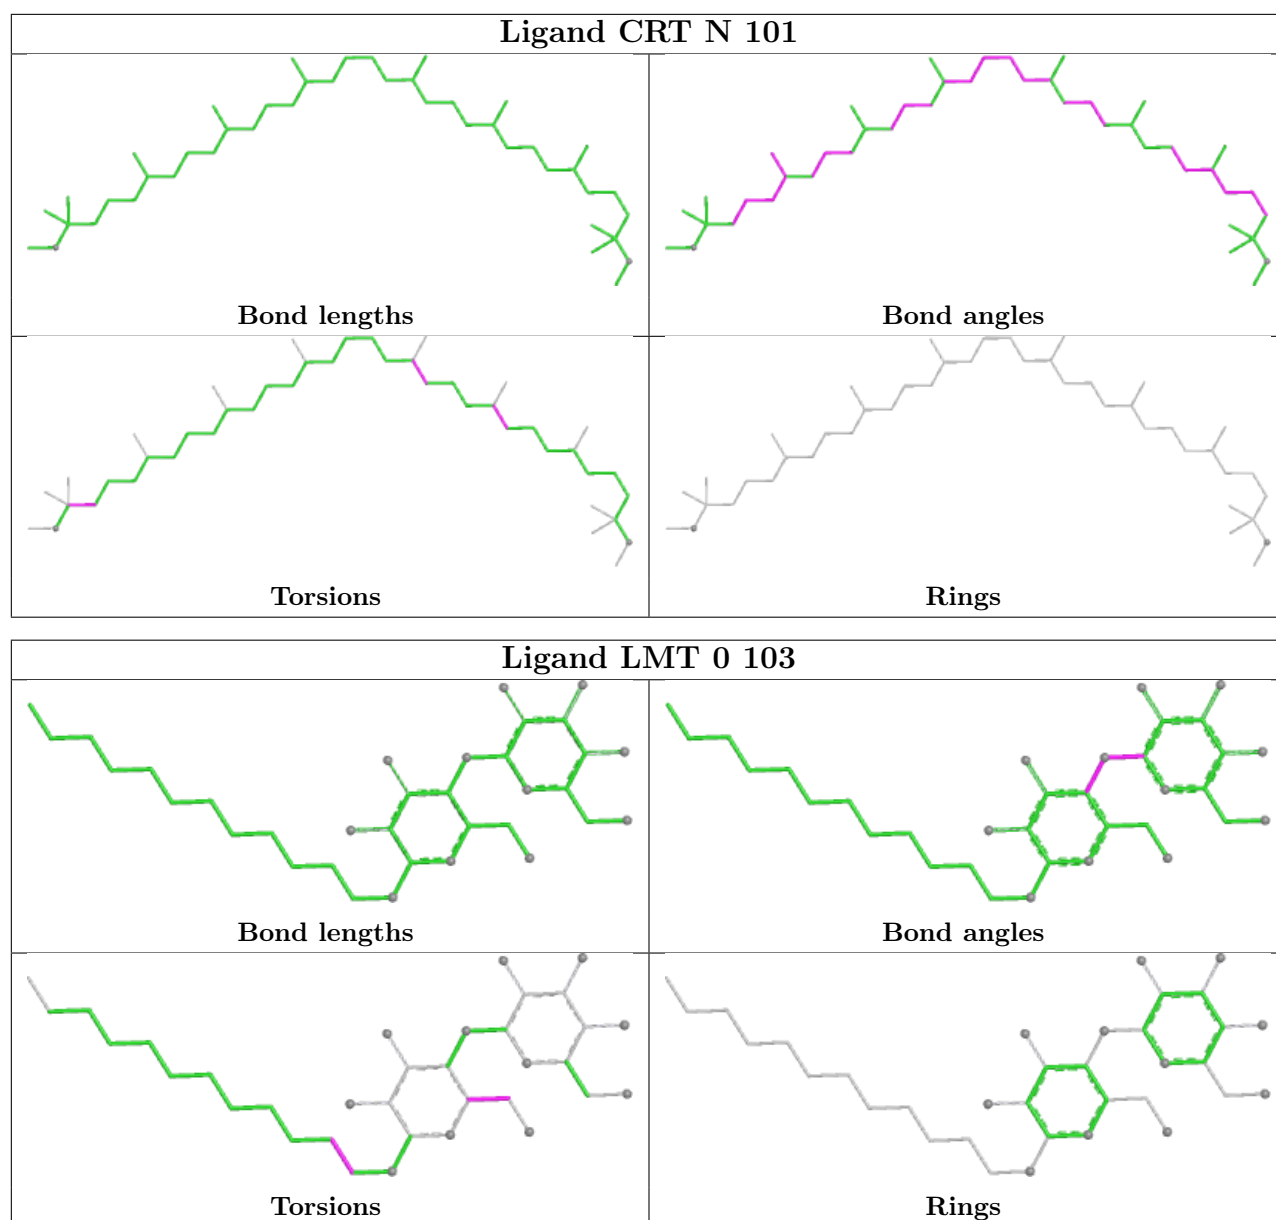 Ligand CRT N 101
Bond lengths
Bond angles
Torsions
Rings
Ligand LMT 0 103
Bond lengths
Bond angles
Torsions
Rings